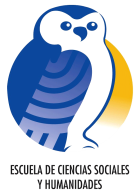 ESCUELA DE CIENCIAS SOCIALES
Y HUMANIDADES